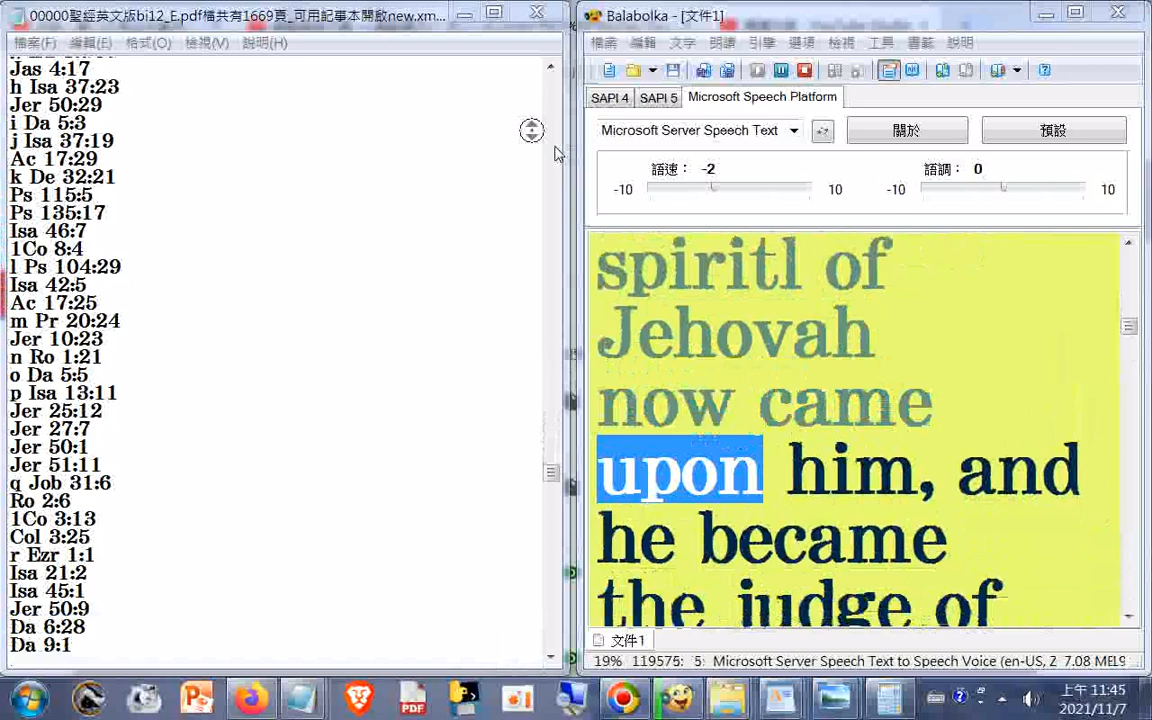 00000聖經英文版bi12_E.pdf檔共有1669頁_可用記事本開啟new.xm...
檔案(F) 編輯(E) 格式(O) 檢視(V) 說明(H)
Jas 4:17
h Isa 37:23
Jer 50:29
i Da 5:3
j Isa 37:19
Ac 17:29
k De 32:21
Ps 115:5
Ps 135:17
Isa 46:7
1Co 8:4
l Ps 104:29
Isa 42:5
Ac 17:25
m Pr 20:24
Jer 10:23
n Ro 1:21
o Da 5:5
p Isa 13:11
Jer 25:12
Jer 27:7
Jer 50:1
Jer 51:11
q Job 31:6
Ro 2:6
1Co 3:13
Col 3:25
r Ezr 1:1
Isa 21:2
Isa 45:1
Jer 50:9
Da 6:28
Da 9:1
Balabolka - [文件1]
檔案 編輯 文字 朗讀 引擎 選項 檢視 工具 書籤 說明
SAPI 4 SAPI 5 Microsoft Speech Platform
Microsoft Server Speech Text 關於 預設
語速： -2 語調： 0
-10 10 -10 10
spiritl of
Jehovah
now came
upon him, and
he became
the judge of
文件1
19% 119575: 5: Microsoft Server Speech Text to Speech Voice (en-US, 2 7.08 ME
上午 11:45
2021/11/7